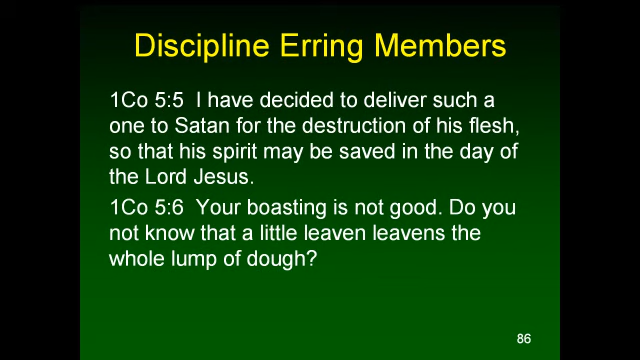 Discipline Erring Members
1Co 5:5  I have decided to deliver such a
one to Satan for the destruction of his flesh,
so that his spirit may be saved in the day of
the Lord Jesus.
1Co 5:6  Your boasting is not good. Do you
not know that a little leaven leavens the
whole lump of dough?
86